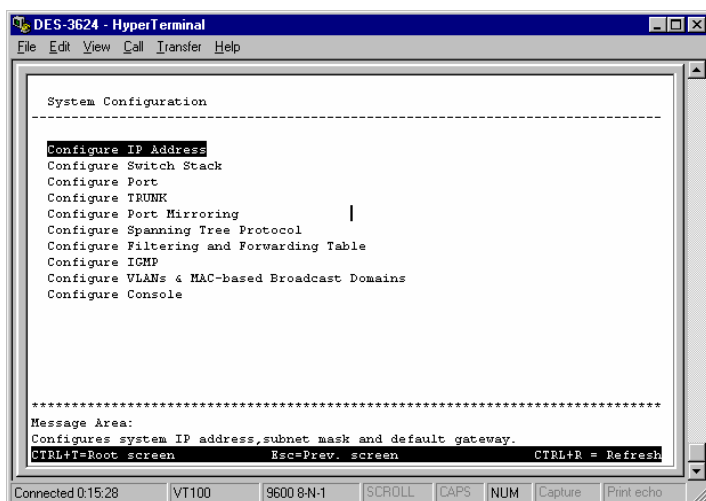 DES-3624 - HyperTerminal
File Edit View Call Transfer Help
System Configuration
--------------------------------------------------------------------------------
Configure IP Address
Configure Switch Stack
Configure Port
Configure TRUNK
Configure Port Mirroring
Configure Spanning Tree Protocol
Configure Filtering and Forwarding Table
Configure IGMP
Configure VLANs & MAC-based Broadcast Domains
Configure Console
********************************************************************************
Message Area:
Configures system IP address,subnet mask and default gateway.
CTRL+T=Root screen Esc=Prev. screen CTRL+R = Refresh
Connected 0:15:28 VT100 9600 8-N-1 SCROLL CAPS NUM Capture Print echo